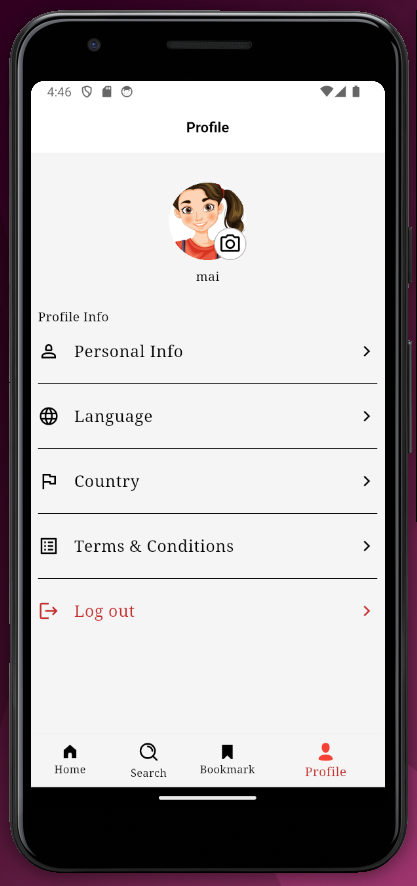 4:46
Profile
mai
Profile Info
Personal Info
Language
Country
Terms & Conditions
Log out
Home Search Bookmark Profile